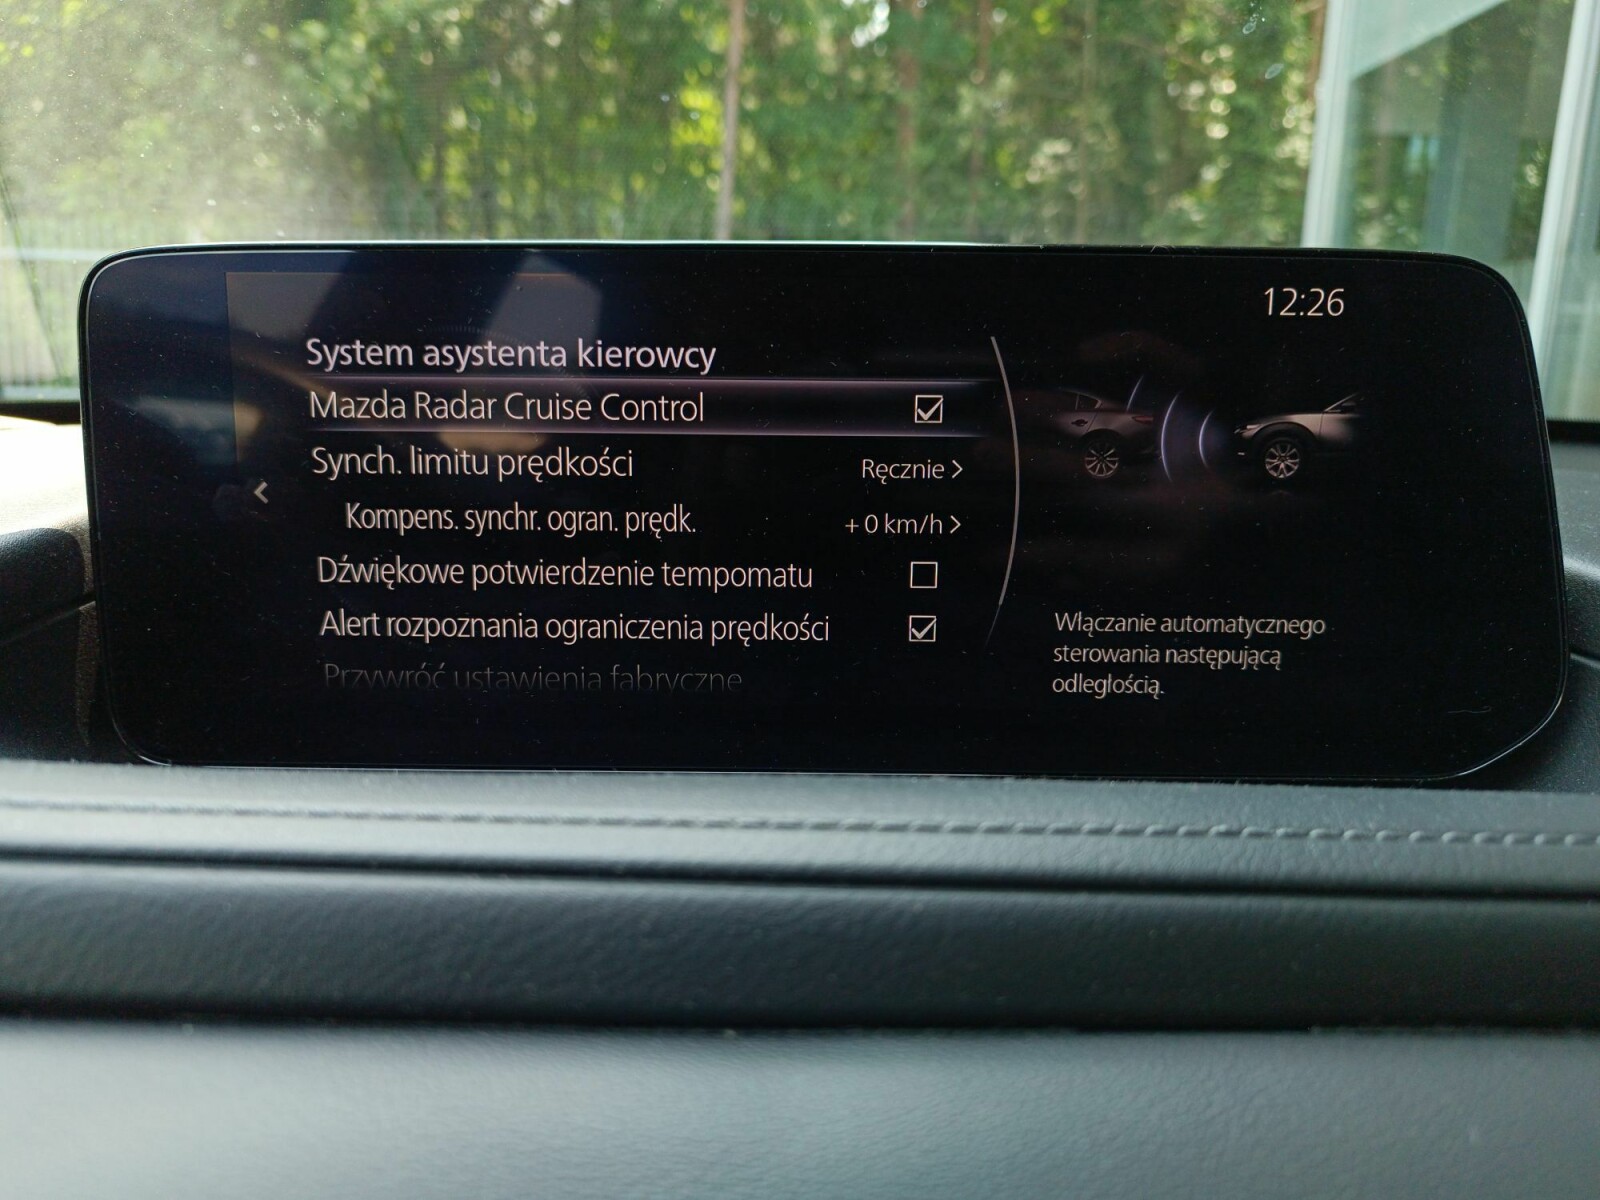 12:26
System asystenta kierowcy
Mazda Radar Cruise Control
Synch. limitu prędkości Ręcznie >
Kompens. synchr. ogran. prędk. + 0 km/h >
Dźwiękowe potwierdzenie tempomatu
Alert rozpoznania ograniczenia prędkości
Przywróć ustawienia fabryczne
Włączanie automatycznego
sterowania następującą
odległością.